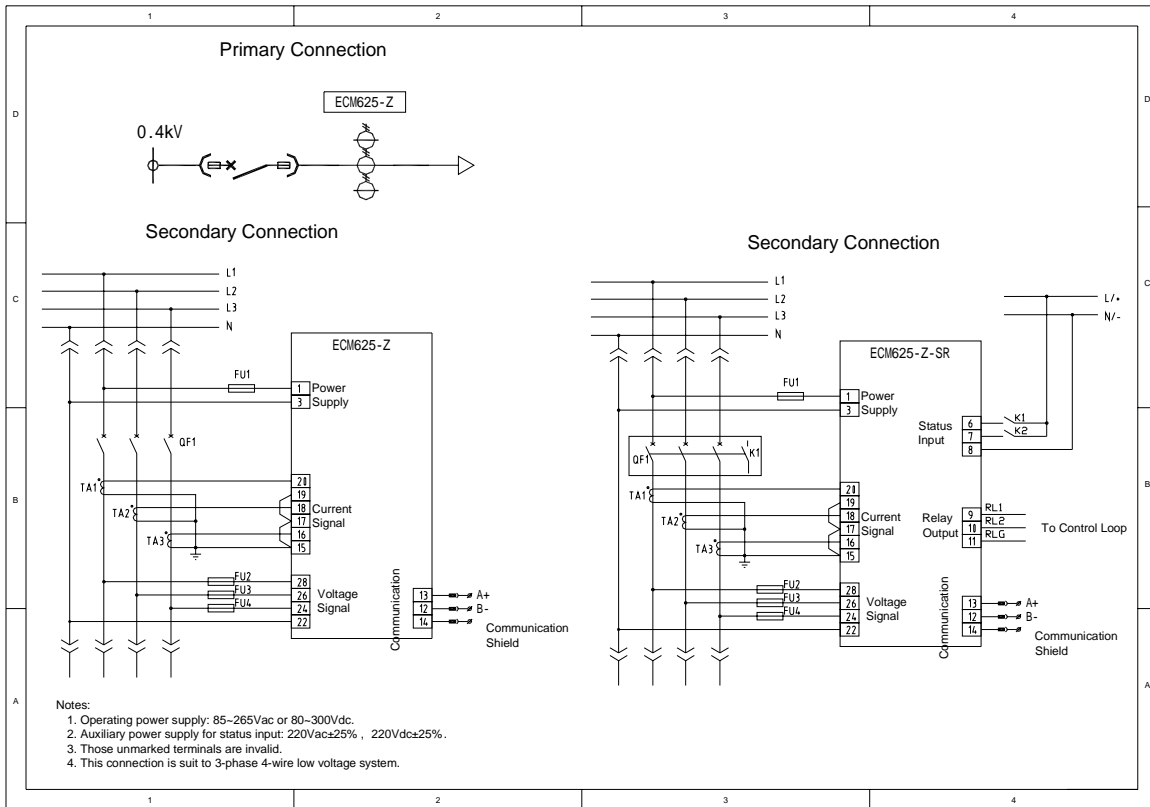 1 2 3 4
Primary Connection
D D
ECM625-Z
0.4kV
Secondary Connection
L1
L2
C
L3
N
ECM625-Z
FU1
1 Power
3 Supply
QF1
B
TA1
20
19
TA2
18 Current
17 Signal
TA3
16
15
FU2
28
FU3
26 Voltage
FU4
24 Signal
22
Communication
13 A+
12 B-
14 Communication
Shield
A
Secondary Connection
L1
L2
L3
N
C
L/+
N/-
ECM625-Z-SR
FU1
1 Power
3 Supply
Status
Input
6 K1
7 K2
8
QF1
K1
B
TA1
20
19
TA2
18 Current
17 Signal
TA3
16
15
Relay
Output
9 RL1
10 RL2
11 RLG
To Control Loop
FU2
28
FU3
26 Voltage
FU4
24 Signal
22
Communication
13 A+
12 B-
14 Communication
Shield
A
Notes:
1. Operating power supply: 85~265Vac or 80~300Vdc.
2. Auxiliary power supply for status input: 220Vac±25% , 220Vdc±25%.
3. Those unmarked terminals are invalid.
4. This connection is suit to 3-phase 4-wire low voltage system.
1 2 3 4